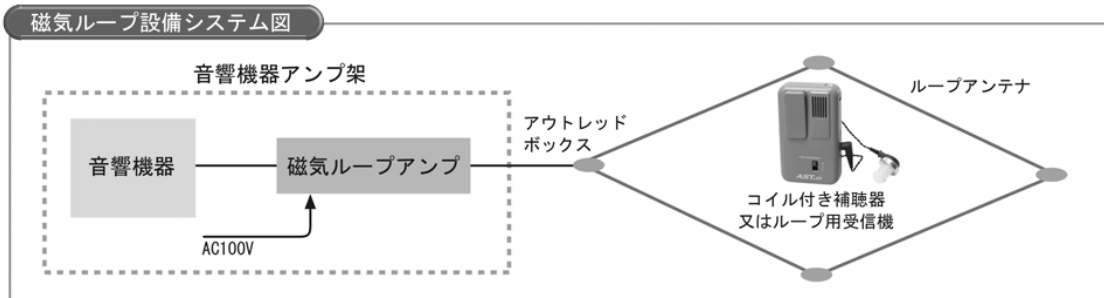 磁気ループ設備システム図
音響機器アンプ架
音響機器
磁気ループアンプ
AC100V
アウトレッド
ボックス
ループアンテナ
コイル付き補聴器
又はループ用受信機